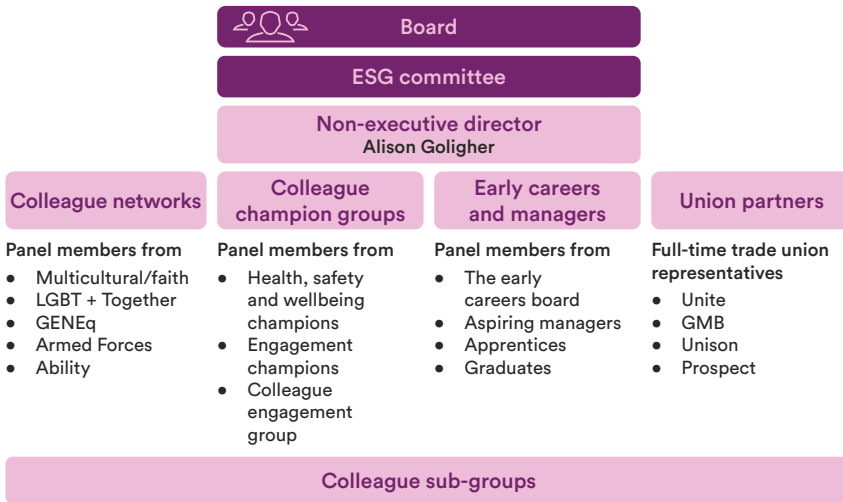 Board
ESG committee
Non-executive director
Alison Goligher
Colleague networks
Panel members from
● Multicultural/faith
● LGBT + Together
● GENEq
● Armed Forces
● Ability
Colleague
champion groups
Panel members from
● Health, safety
and wellbeing
champions
● Engagement
champions
● Colleague
engagement
group
Early careers
and managers
Panel members from
● The early
careers board
● Aspiring managers
● Apprentices
● Graduates
Union partners
Full-time trade union
representatives
● Unite
● GMB
● Unison
● Prospect
Colleague sub-groups